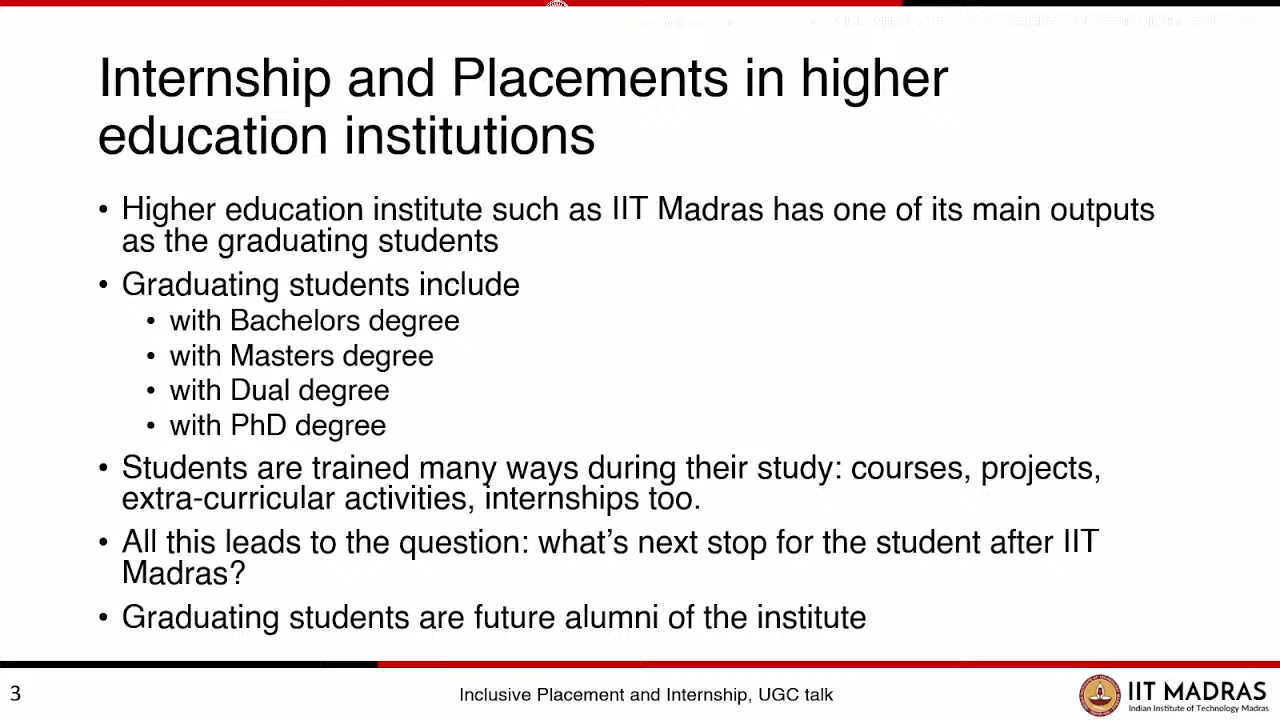 Internship and Placements in higher
education institutions
• Higher education institute such as IIT Madras has one of its main outputs
as the graduating students
• Graduating students include
• with Bachelors degree
• with Masters degree
• with Dual degree
• with PhD degree
• Students are trained many ways during their study: courses, projects,
extra-curricular activities, internships too.
• All this leads to the question: what’s next stop for the student after IIT
Madras?
• Graduating students are future alumni of the institute
3
Inclusive Placement and Internship, UGC talk
IIT MADRAS
Indian Institute of Technology Madras